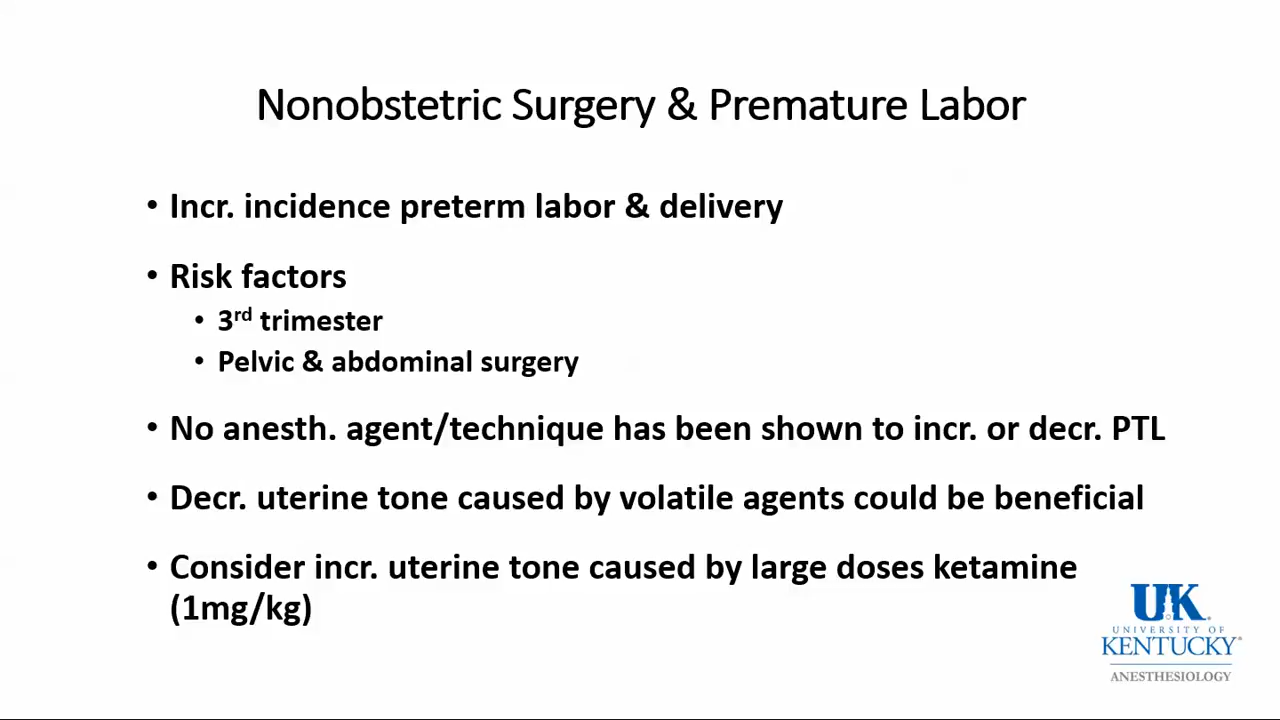 Nonobstetric Surgery & Premature Labor
• Incr. incidence preterm labor & delivery
• Risk factors
• 3rd trimester
• Pelvic & abdominal surgery
• No anesth. agent/technique has been shown to incr. or decr. PTL
• Decr. uterine tone caused by volatile agents could be beneficial
• Consider incr. uterine tone caused by large doses ketamine
(1mg/kg)
UK
UNIVERSITY OF
KENTUCKY
ANESTHESIOLOGY